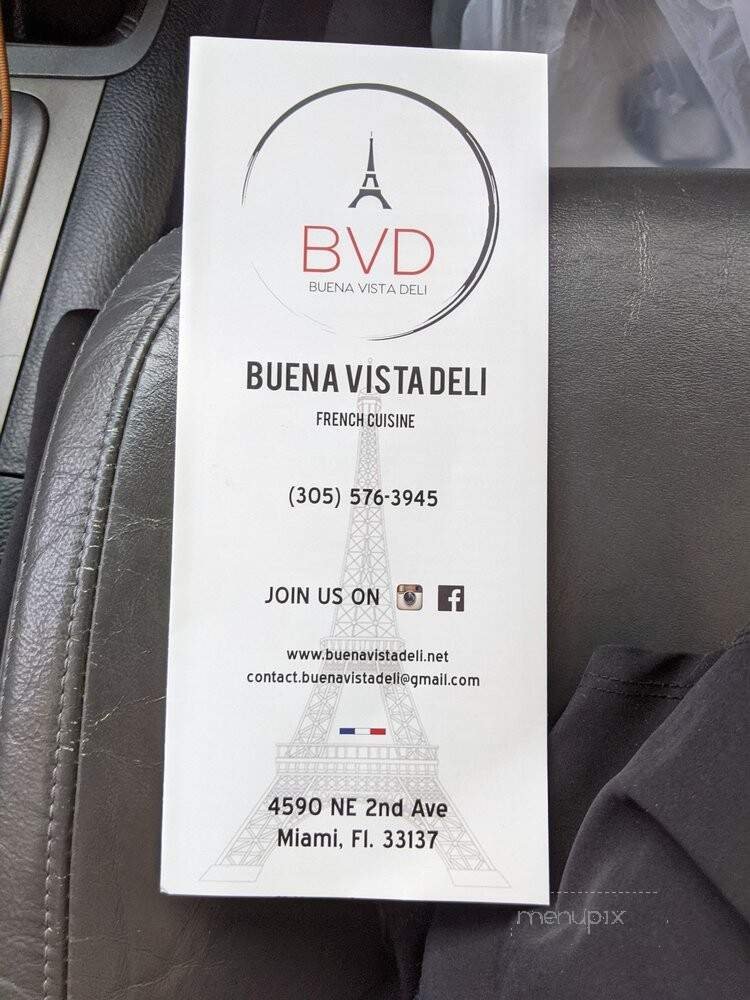 BVD
BUENA VISTA DELI
BUENA VISTA DELI
FRENCH CUISINE
(305) 576-3945
JOIN US ON
www.buenavistadeli.net
contact.buenavistadeli@gmail.com
4590 NE 2nd Ave
Miami, Fl. 33137
menupix